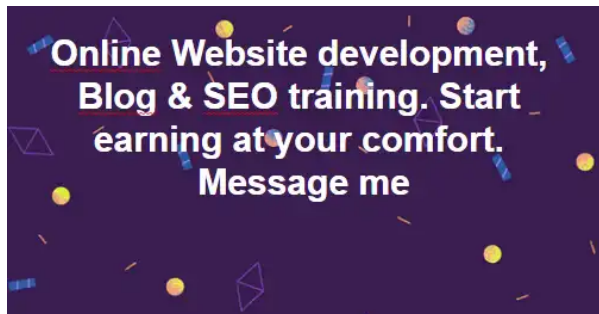 Online Website development,
Blog & SEO training. Start
earning at your comfort.
Message me